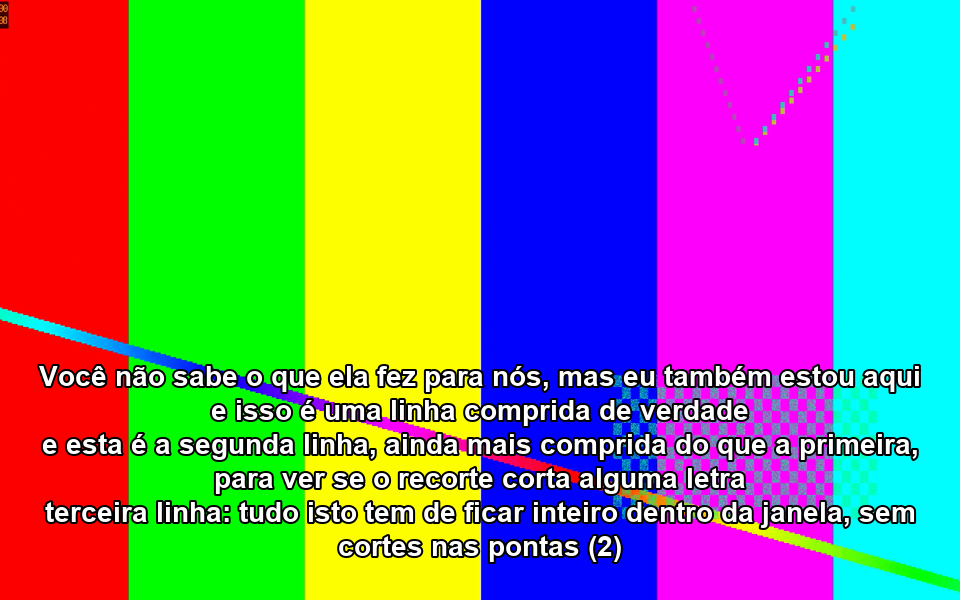 Você não sabe o que ela fez para nós, mas eu também estou aqui
e isso é uma linha comprida de verdade
e esta é a segunda linha, ainda mais comprida do que a primeira,
para ver se o recorte corta alguma letra
terceira linha: tudo isto tem de ficar inteiro dentro da janela, sem
cortes nas pontas (2)